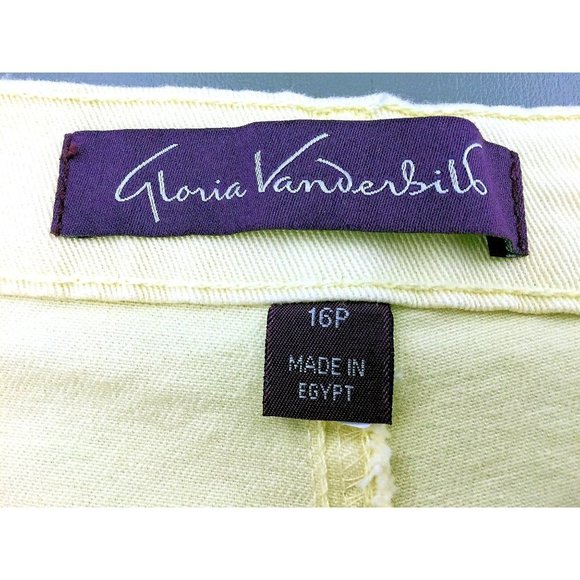 Gloria Vanderbilt
16P
MADE IN
EGYPT